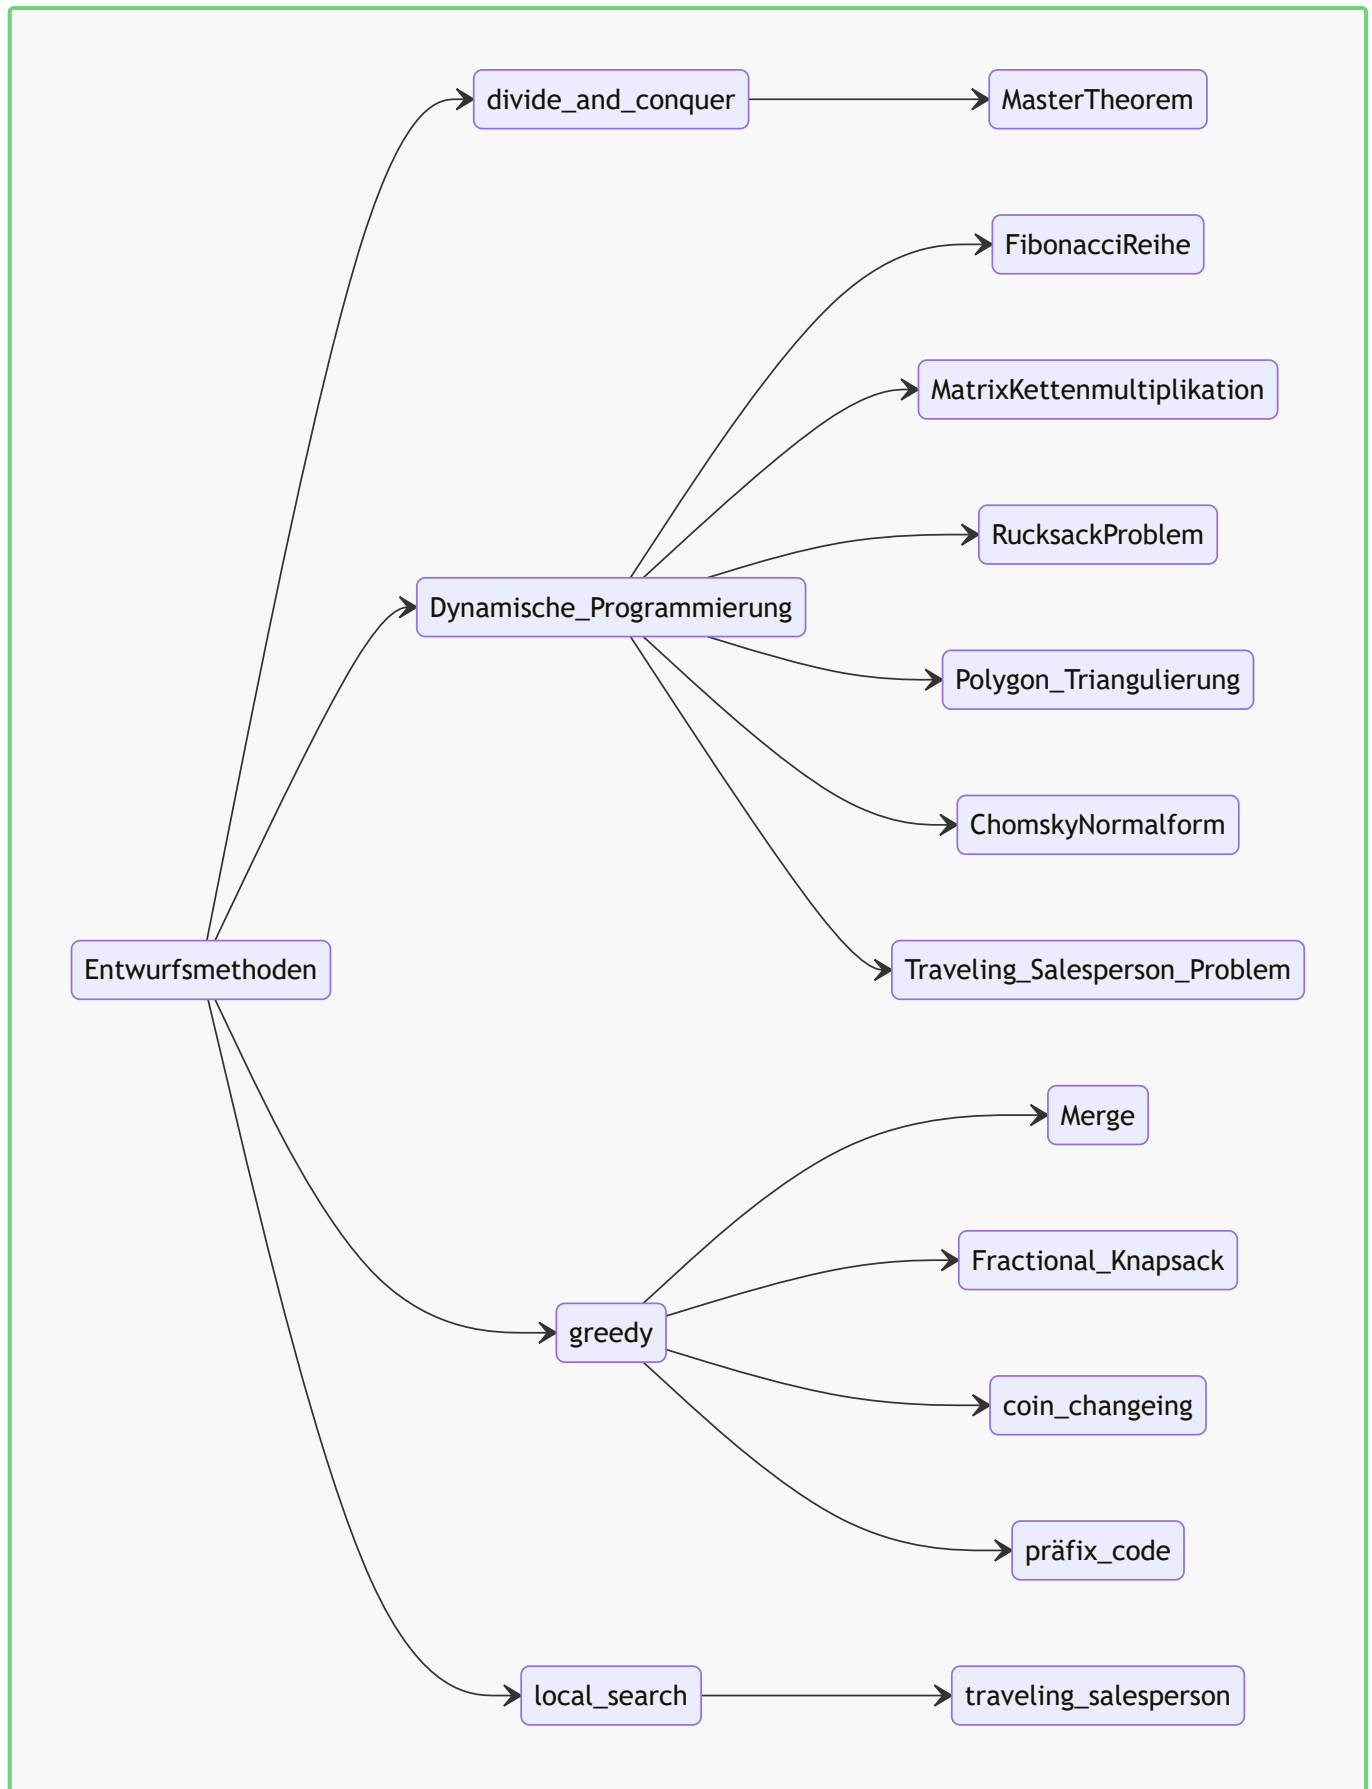 divide_and_conquer
MasterTheorem
FibonacciReihe
MatrixKettenmultiplikation
RucksackProblem
Dynamische_Programmierung
Polygon_Triangulierung
ChomskyNormalform
Entwurfsmethoden
Traveling_Salesperson_Problem
Merge
Fractional_Knapsack
greedy
coin_changeing
präfix_code
local_search
traveling_salesperson